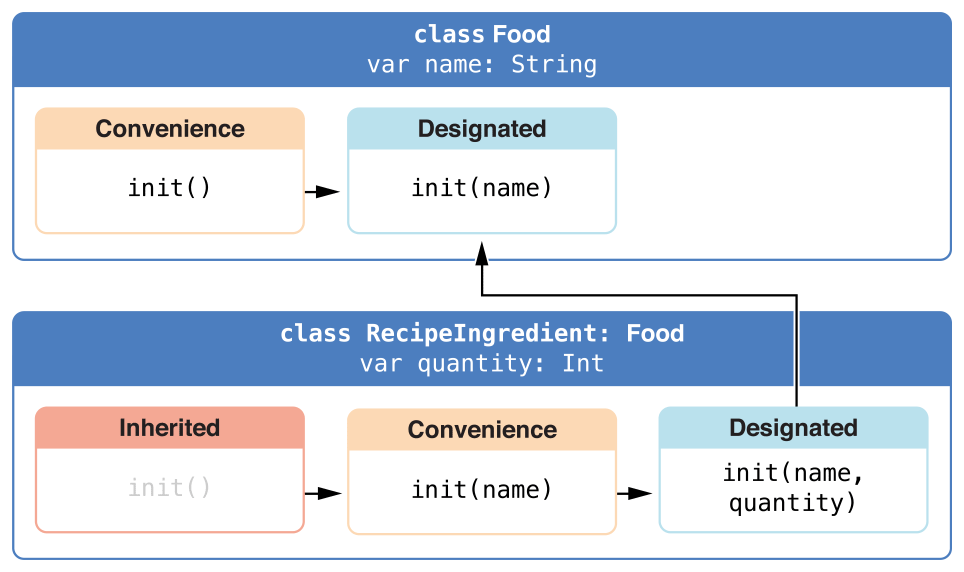 class Food
var name: String
Convenience
Designated
init()
init(name)
class RecipeIngredient: Food
var quantity: Int
Inherited
Convenience
Designated
init()
init(name)
init(name,
quantity)